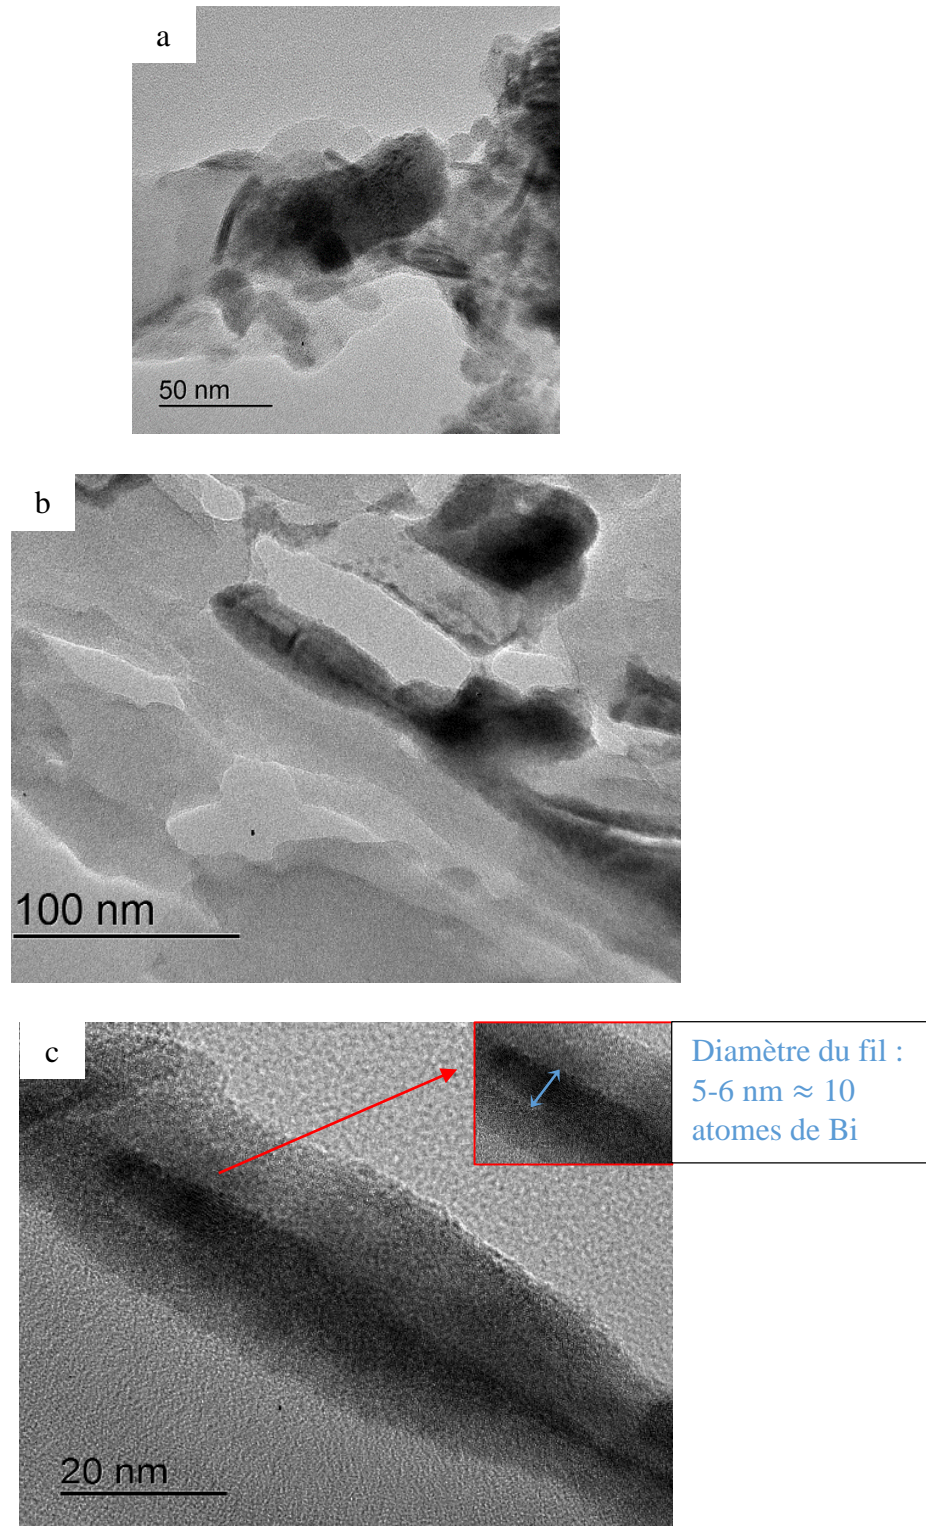 a
50 nm
b
100 nm
c
Diamètre du fil :
5-6 nm ≈ 10
atomes de Bi
20 nm